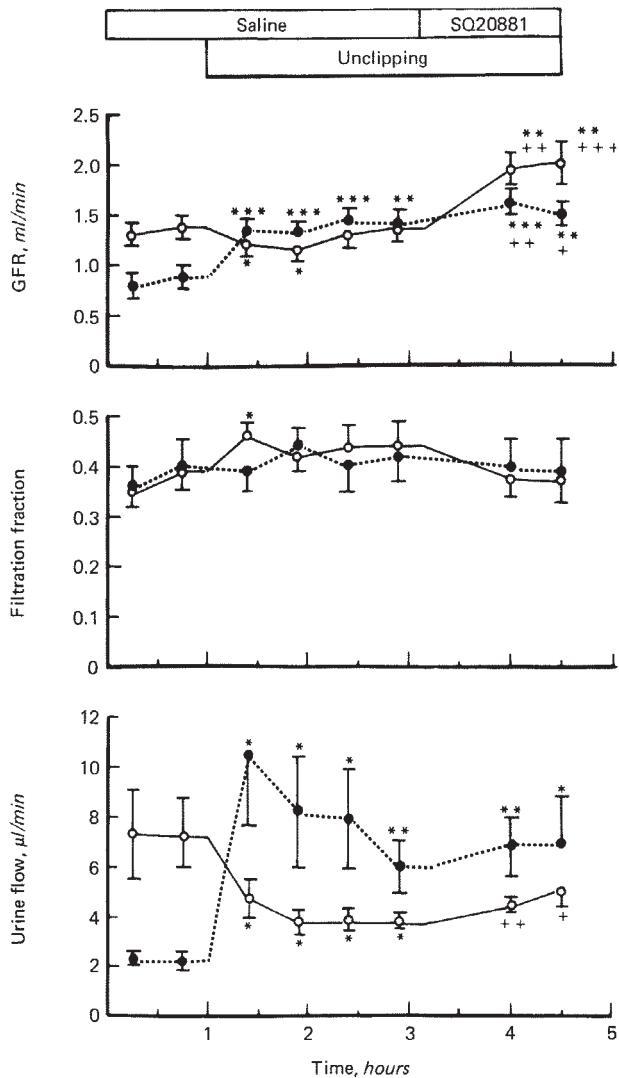 Saline SQ20881
Unclipping
GFR, ml/min
2.5
2.0
1.5
1.0
0.5
0
** ++
** +++
*** *** *** **
* *
*** ++
** +
Filtration fraction
0.5
0.4
0.3
0.2
0.1
0
*
Urine flow, μl/min
12
10
8
6
4
2
0
* * * ** ** *
* * * * ++ +
1 2 3 4 5
Time, hours